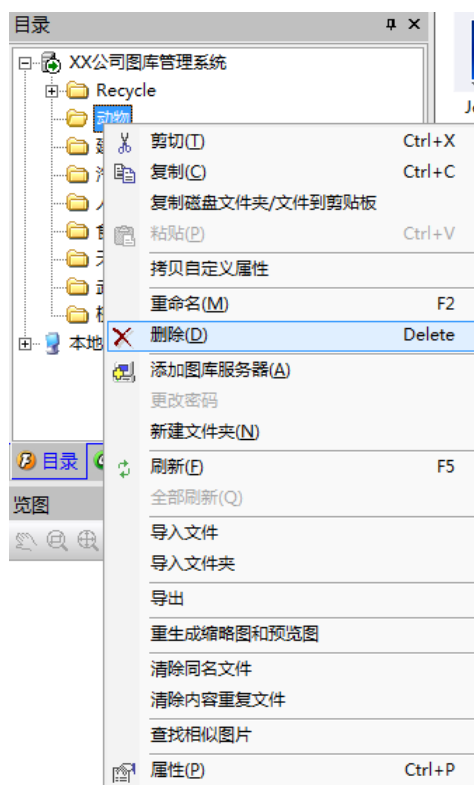 目录
XX公司图库管理系统
Recycle
动物
剪切(T) Ctrl+X
复制(C) Ctrl+C
复制磁盘文件夹/文件到剪贴板
粘贴(P) Ctrl+V
拷贝自定义属性
重命名(M) F2
本地
删除(D) Delete
添加图库服务器(A)
更改密码
新建文件夹(N)
目录
刷新(F) F5
全部刷新(Q)
览图
导入文件
导入文件夹
导出
重生成缩略图和预览图
清除同名文件
清除内容重复文件
查找相似图片
属性(P) Ctrl+P